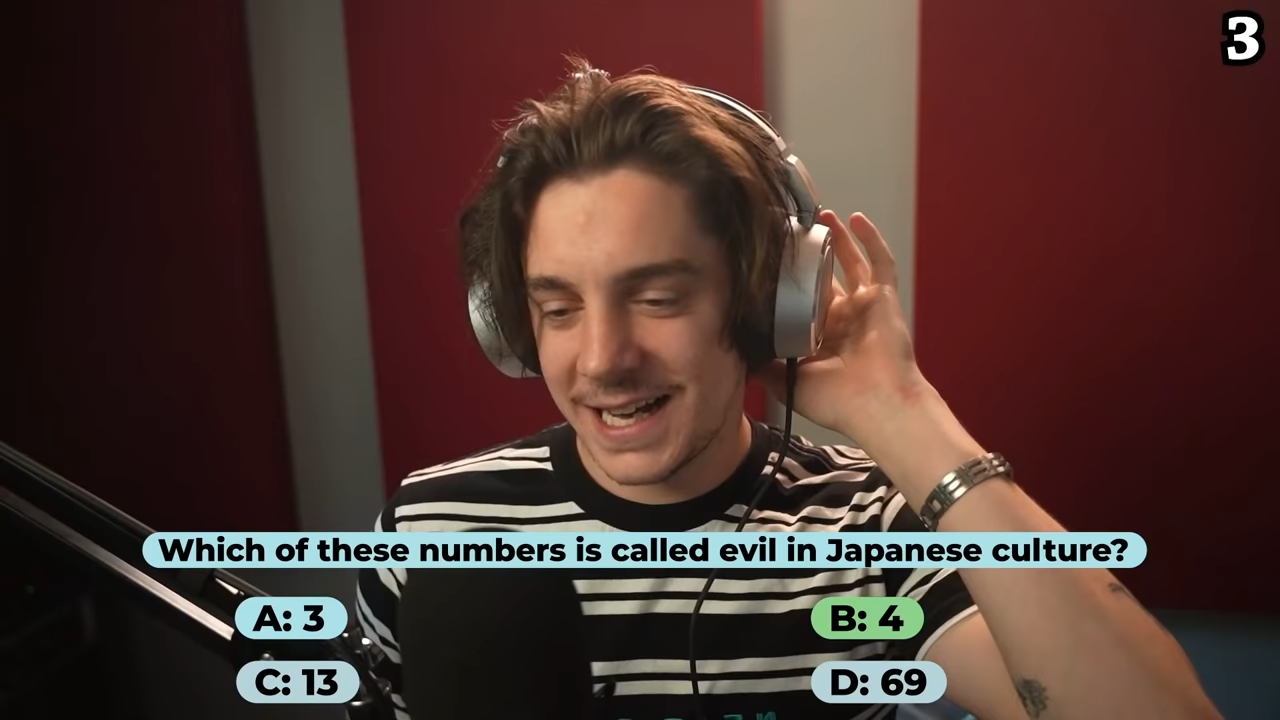 3
Which of these numbers is called evil in Japanese culture?
A: 3
B: 4
C: 13
D: 69